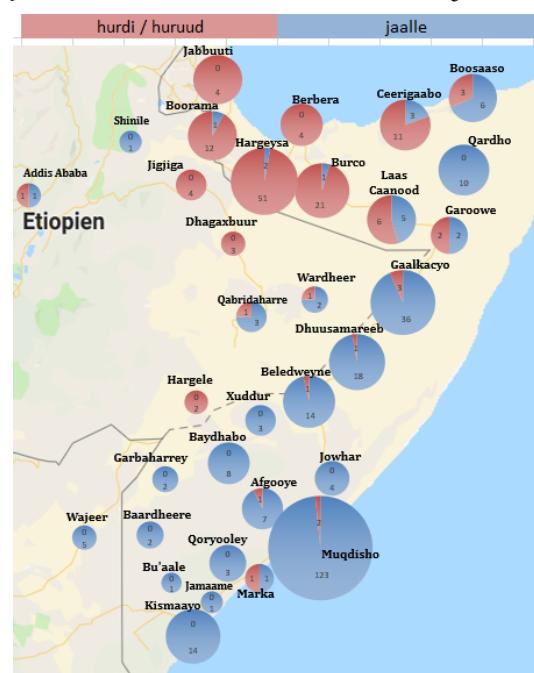 hurdi / huruud jaalle
Jabbuuti
0
4
Boosaaso
3
6
Ceerigaabo
3
11
Berbera
0
4
Boorama
1
12
Shinile
0
1
Hargeysa
2
51
Qardho
0
10
Burco
1
21
Jigjiga
0
4
Addis Ababa
1 1
Laas
Caanood
6 5
Garoowe
2 2
Etiopien
Dhagaxbuur
0
3
Gaalkacyo
3
36
Wardheer
1
2
Qabridaharre
1
3
Dhuusamareeb
1
18
Beledweyne
1
14
Hargele
0
2
Xuddur
0
3
Baydhabo
0
8
Garbaharrey
0
2
Jowhar
0
4
Afgooye
1
7
Wajeer
0
5
Baardheere
0
2
Muqdisho
2
123
Qoryooley
0
3
Bu'aale
0
1
Marka
1 1
Jamaame
0
1
Kismaayo
0
14